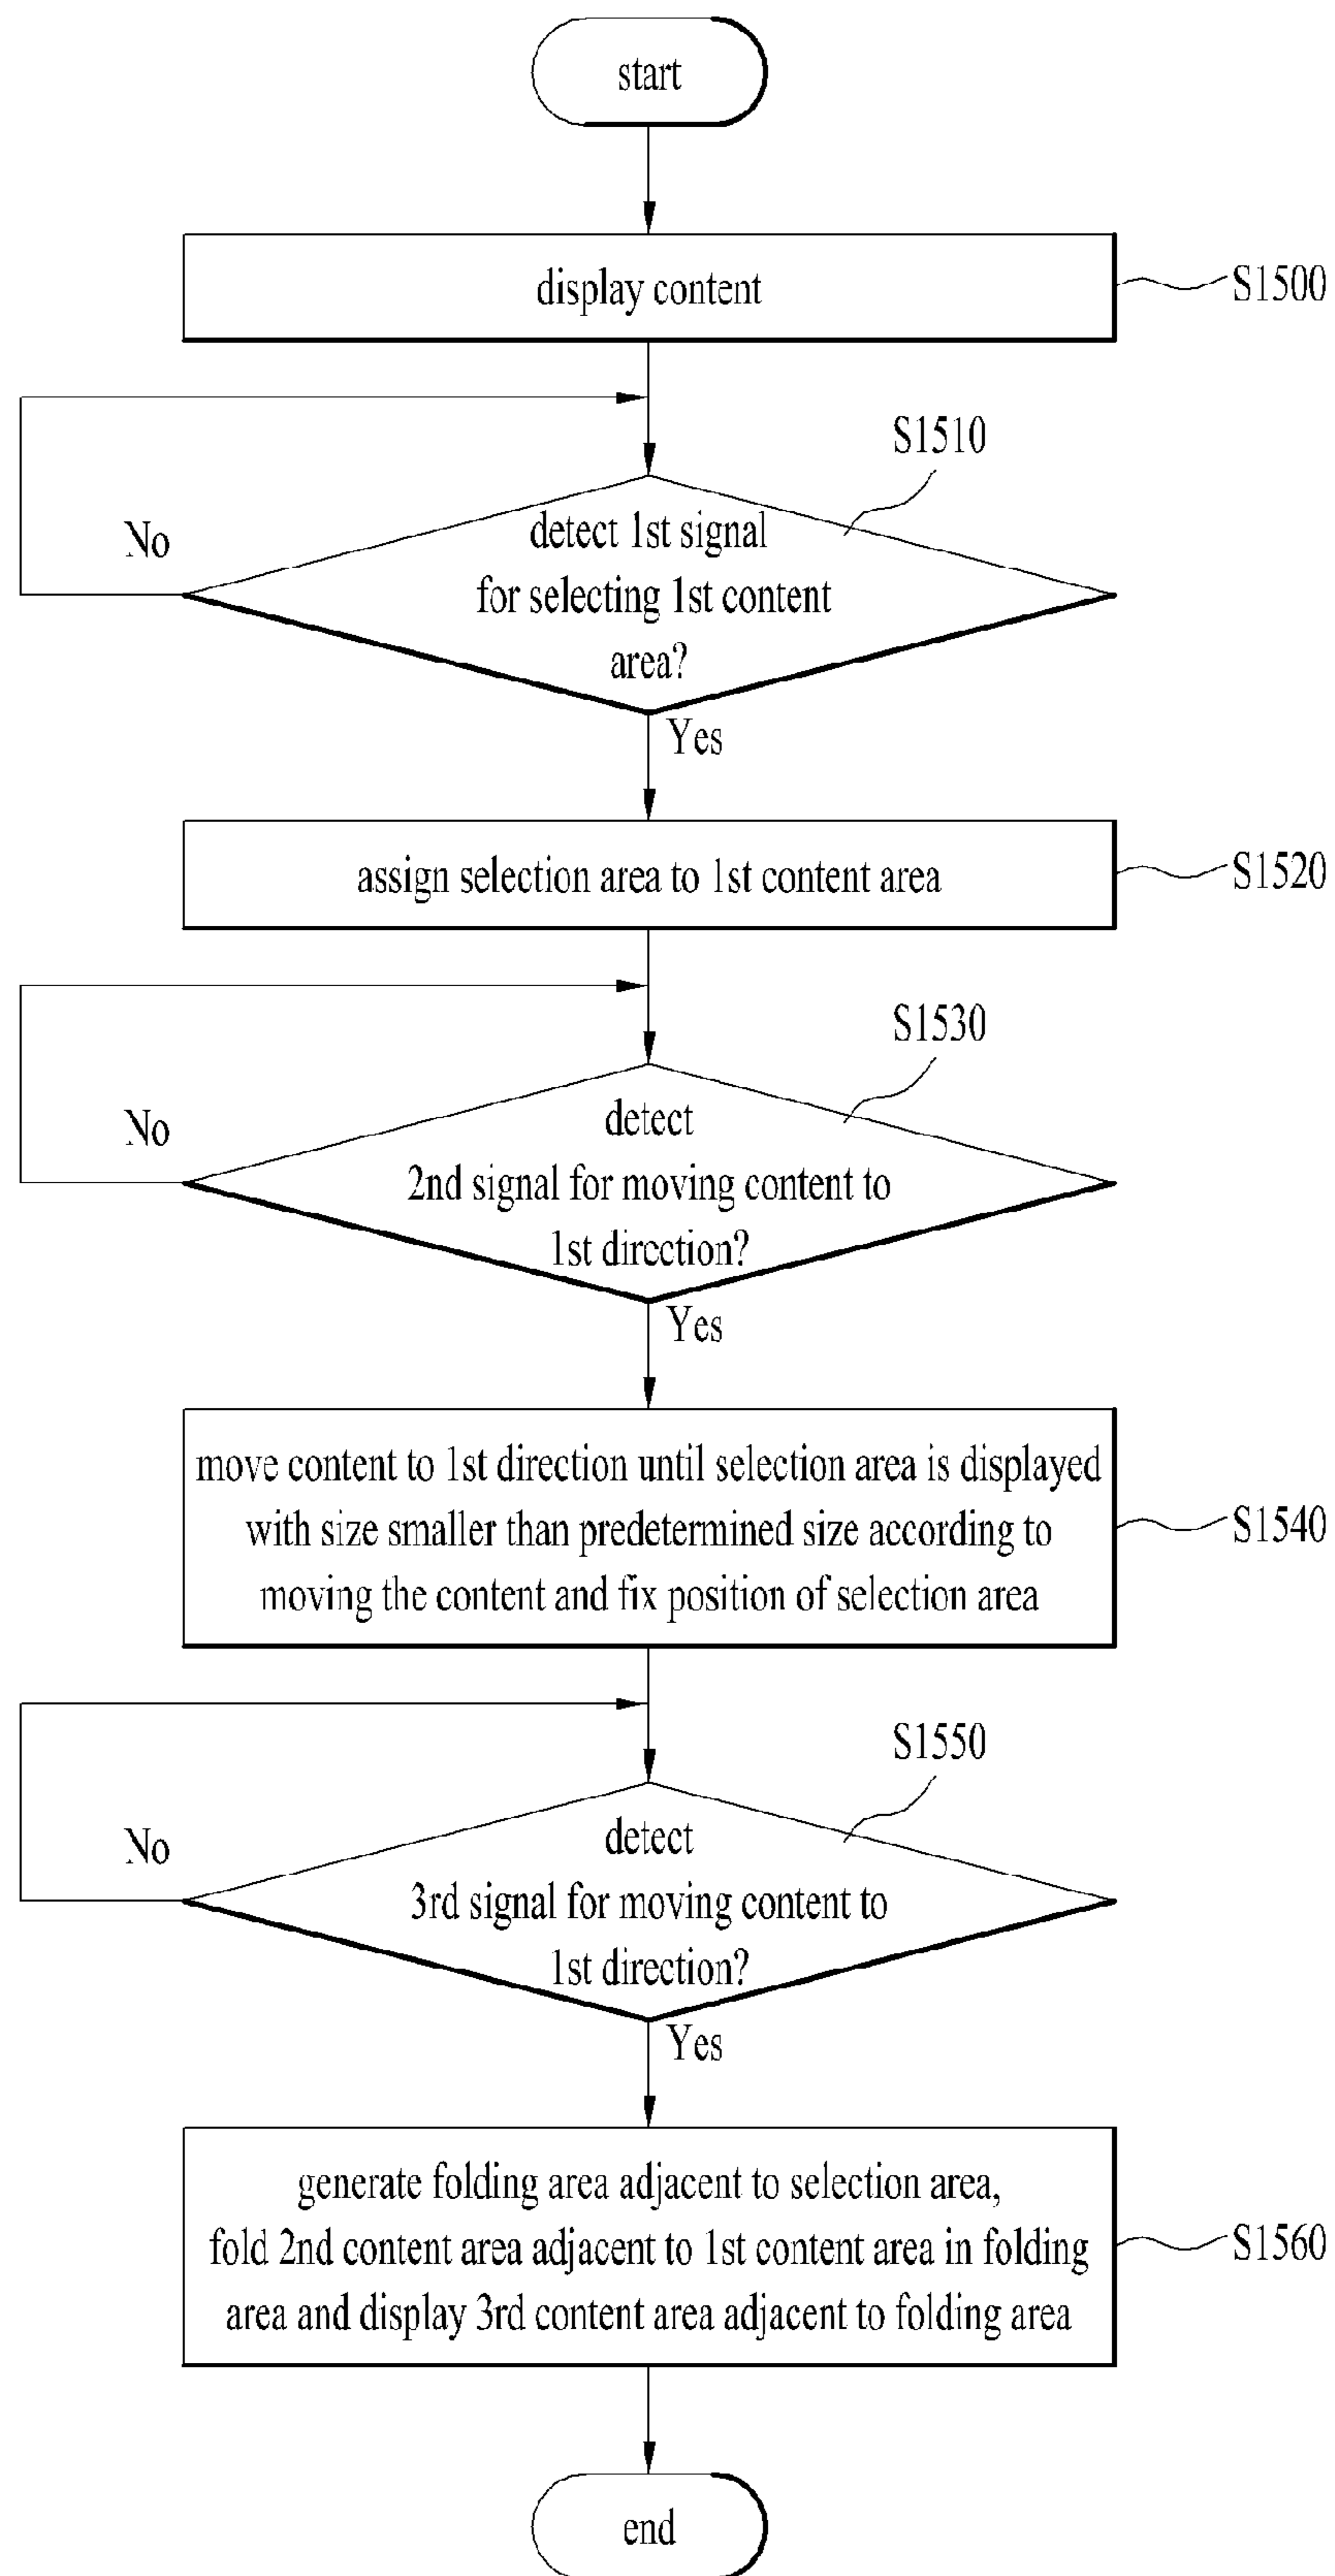 start
display content
S1500
S1510
No
detect 1st signal
for selecting 1st content
area?
Yes
assign selection area to 1st content area
S1520
S1530
No
detect
2nd signal for moving content to
1st direction?
Yes
move content to 1st direction until selection area is displayed
with size smaller than predetermined size according to
moving the content and fix position of selection area
S1540
S1550
No
detect
3rd signal for moving content to
1st direction?
Yes
generate folding area adjacent to selection area,
fold 2nd content area adjacent to 1st content area in folding
area and display 3rd content area adjacent to folding area
S1560
end